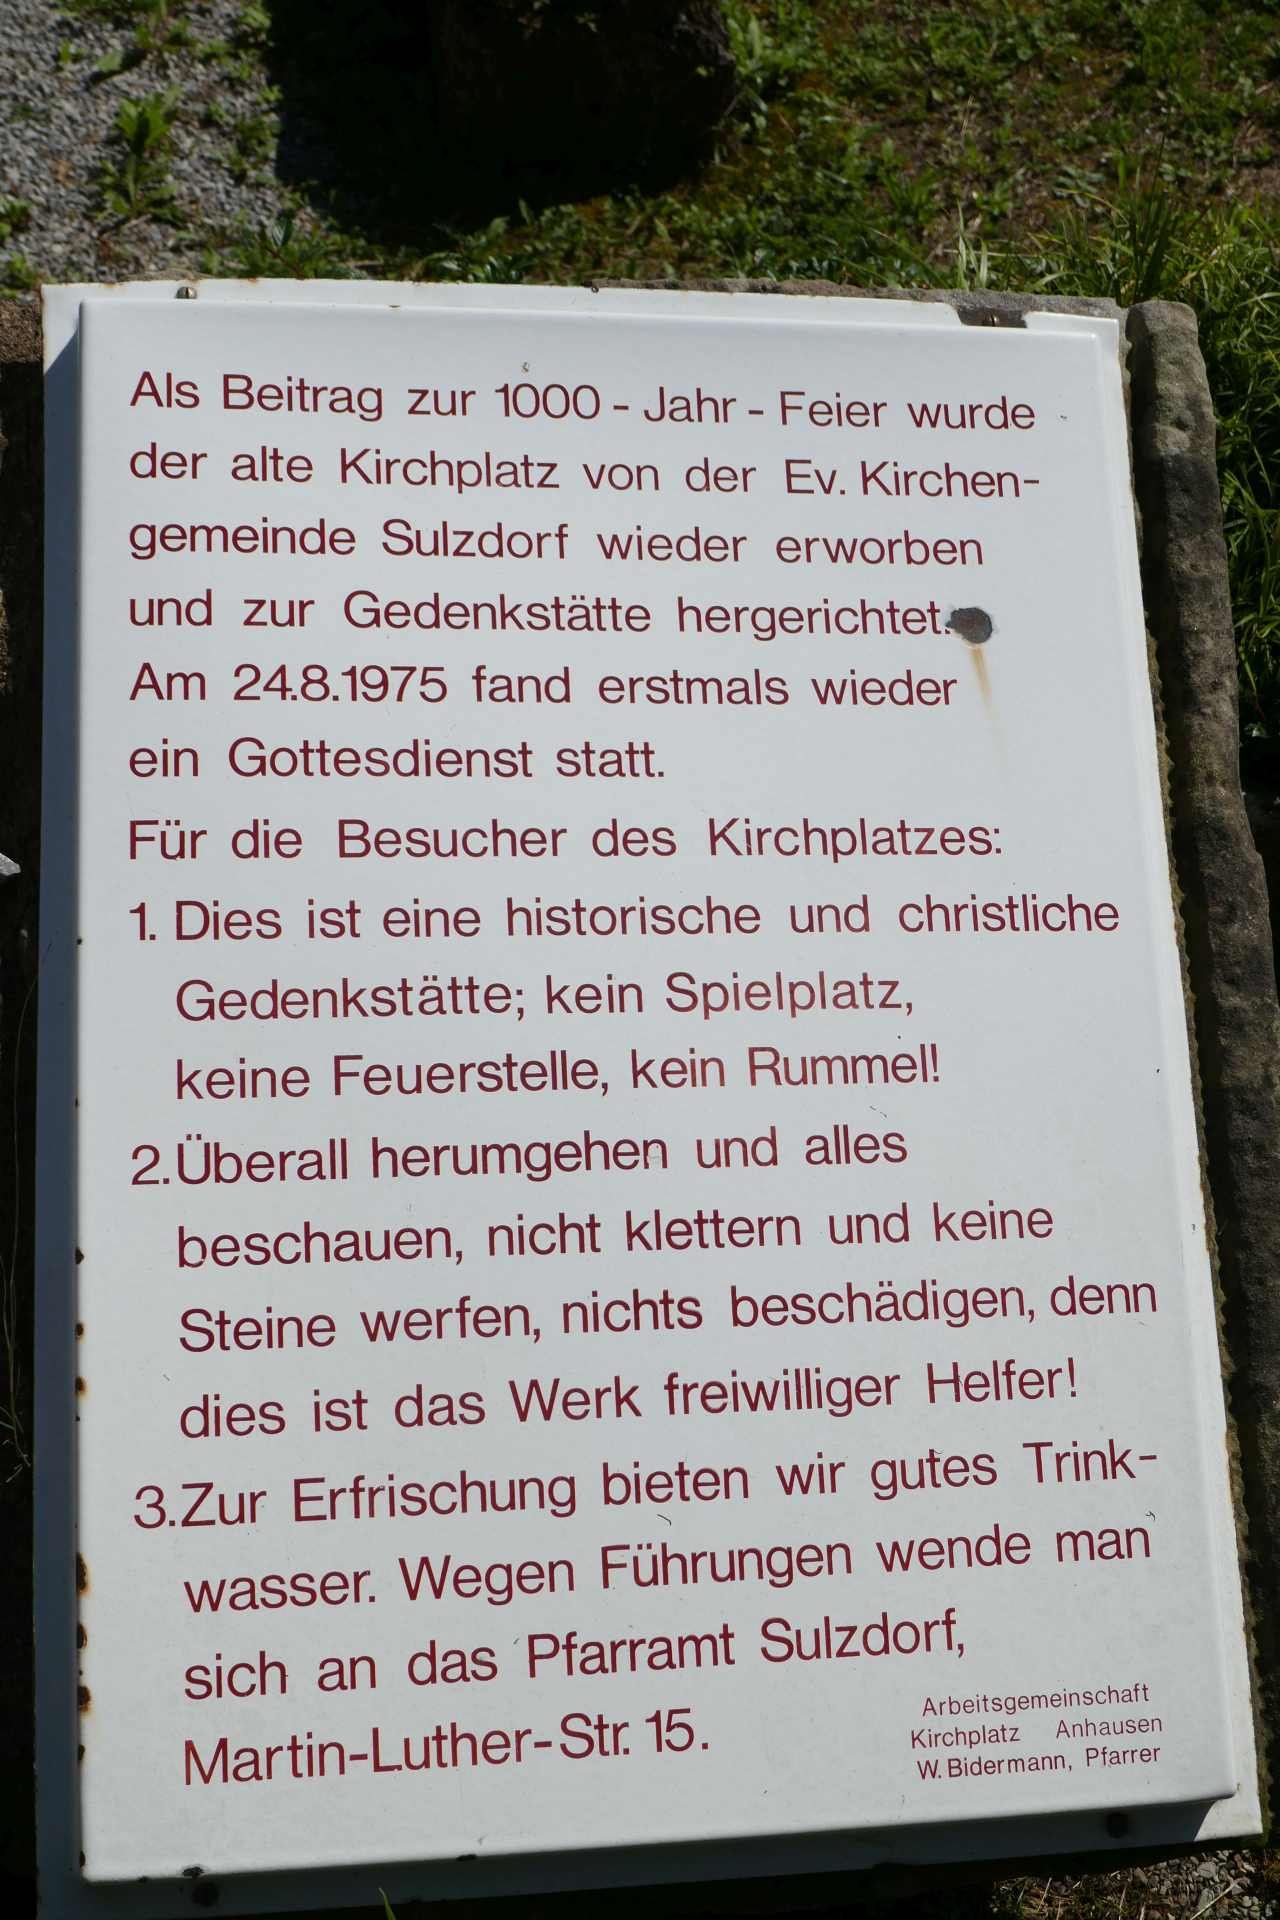 Als Beitrag zur 1000 - Jahr - Feier wurde
der alte Kirchplatz von der Ev. Kirchen-
gemeinde Sulzdorf wieder erworben
und zur Gedenkstätte hergerichtet.
Am 24.8.1975 fand erstmals wieder
ein Gottesdienst statt.
Für die Besucher des Kirchplatzes:
1. Dies ist eine historische und christliche
Gedenkstätte; kein Spielplatz,
keine Feuerstelle, kein Rummel!
2. Überall herumgehen und alles
beschauen, nicht klettern und keine
Steine werfen, nichts beschädigen, denn
dies ist das Werk freiwilliger Helfer!
3. Zur Erfrischung bieten wir gutes Trink-
wasser. Wegen Führungen wende man
sich an das Pfarramt Sulzdorf,
Martin-Luther-Str. 15.
Arbeitsgemeinschaft
Kirchplatz Anhausen
W. Bidermann, Pfarrer